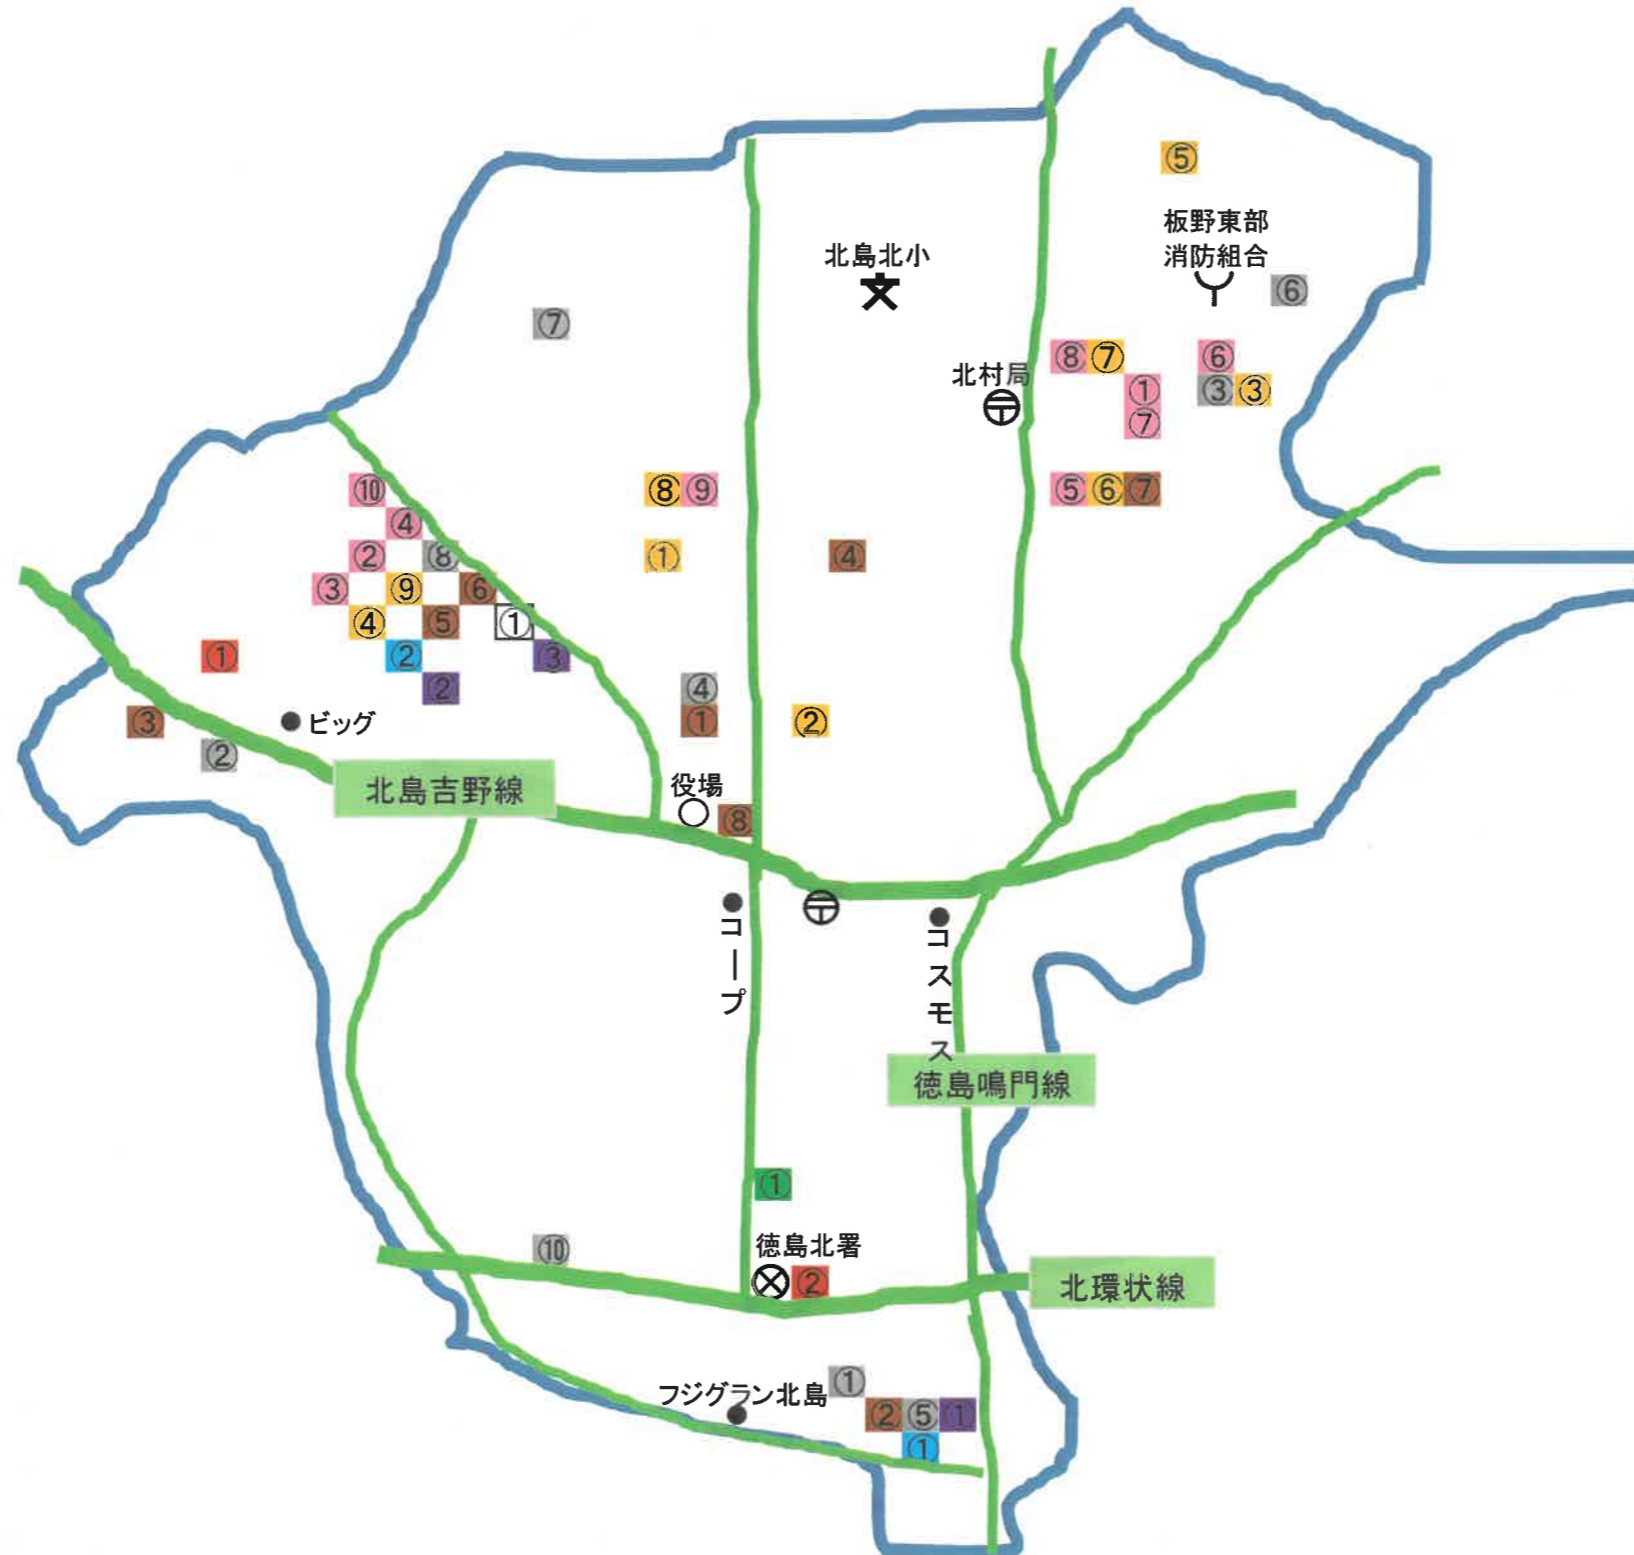 ⑤
板野東部
消防組合
北島北小
⑥
⑦
⑧⑦
⑥
北村局
①
③③
⑦
⑩
⑧⑨
⑤⑥⑦
④
②
⑧
①
④
③
⑨
⑥
④
⑤
①
①
②
③
②
④
③
ビッグ
①
②
②
北島吉野線
役場
⑧
コープ
コスモス
徳島鳴門線
①
⑩
徳島北署
②
北環状線
フジグラン北島
①
②⑤①
①